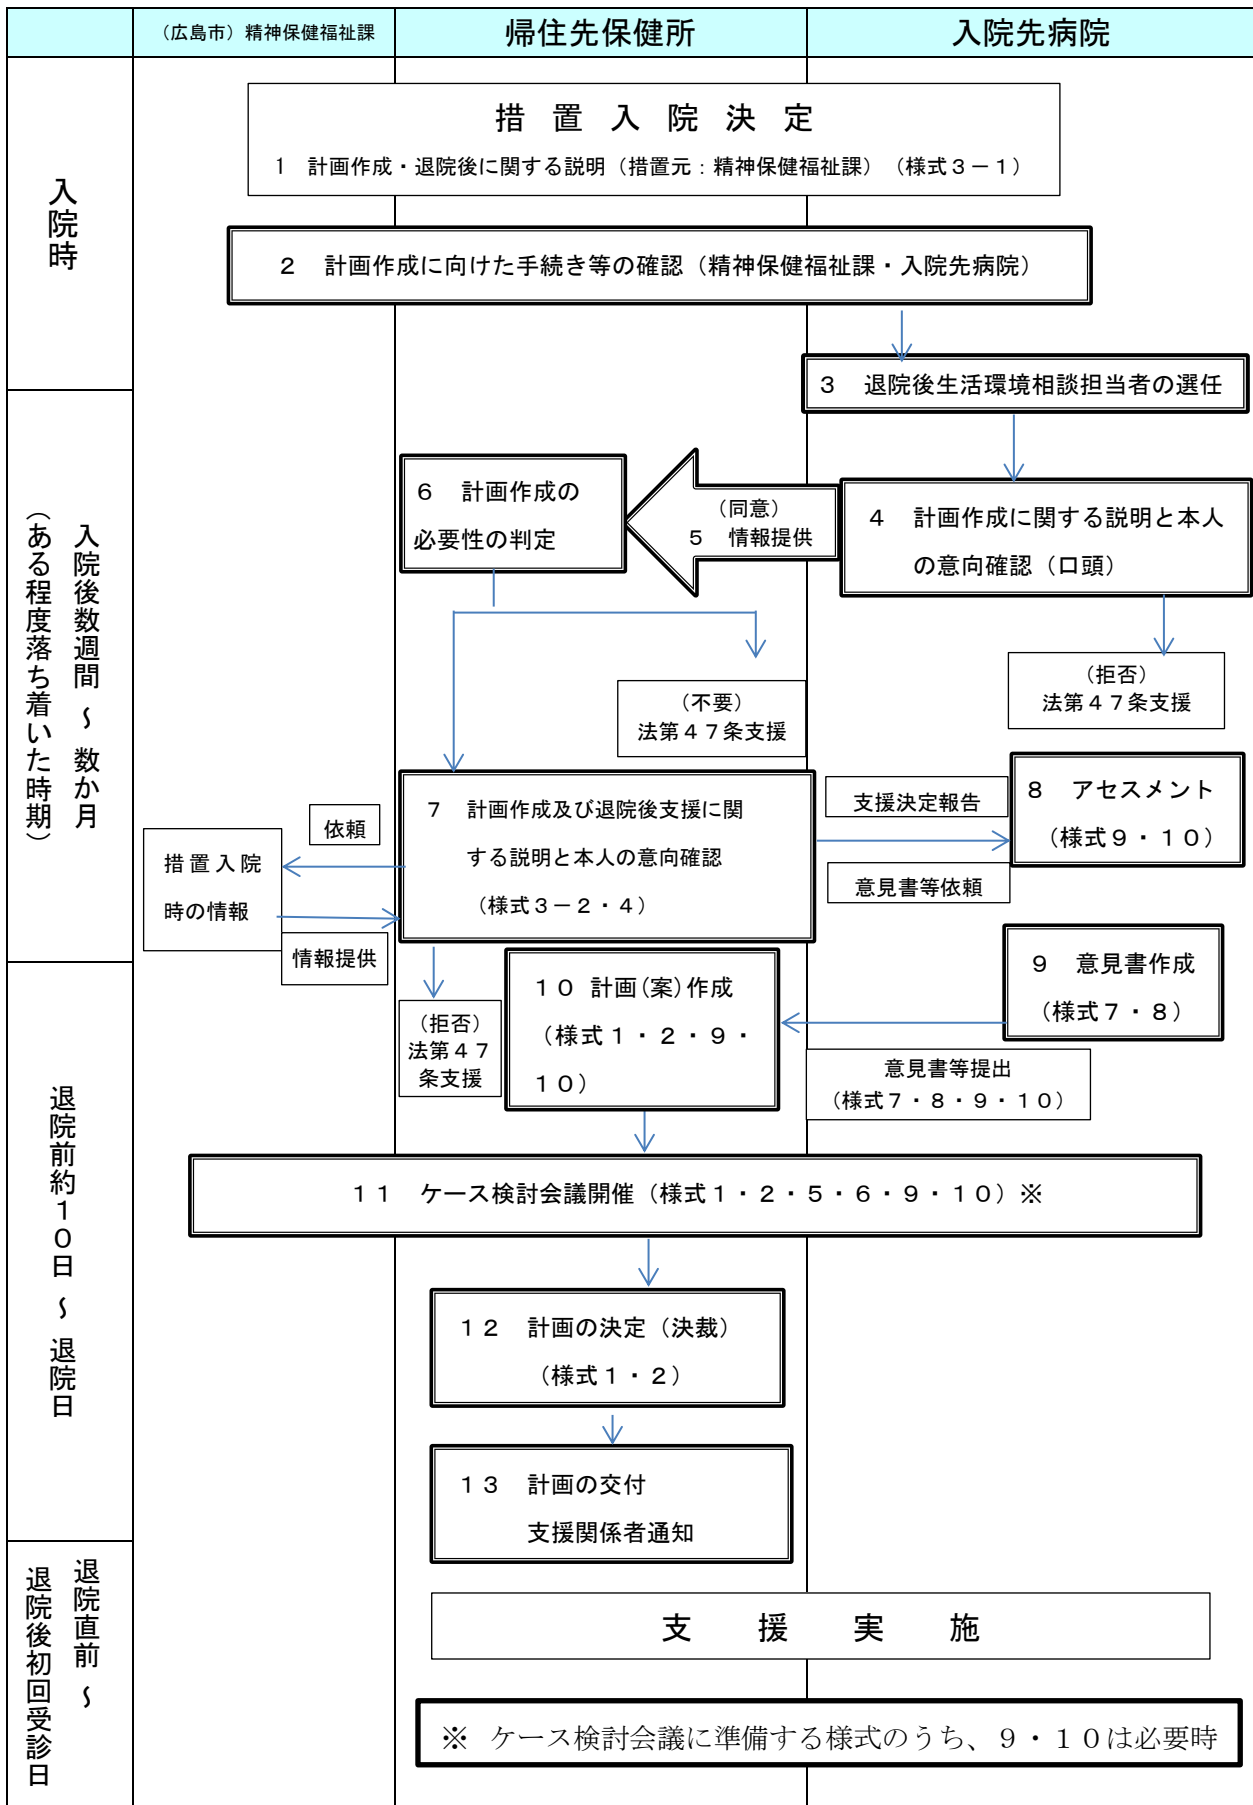 （広島市）精神保健福祉課
帰住先保健所
入院先病院
入院時
措 置 入 院 決 定
1 計画作成・退院後に関する説明（措置元：精神保健福祉課）（様式３－１）
２ 計画作成に向けた手続き等の確認（精神保健福祉課・入院先病院）
３ 退院後生活環境相談担当者の選任
入院後数週間 ～ 数か月
（ある程度落ち着いた時期）
４ 計画作成に関する説明と本人
の意向確認（口頭）
（同意）
５ 情報提供
６ 計画作成の
必要性の判定
（不要）
法第４７条支援
（拒否）
法第４７条支援
７ 計画作成及び退院後支援に関
する説明と本人の意向確認
（様式３－２・４）
依頼
措置入院
時の情報
情報提供
支援決定報告
意見書等依頼
８ アセスメント
（様式９・１０）
（拒否）
法第４７
条支援
９ 意見書作成
（様式７・８）
意見書等提出
（様式７・８・９・１０）
１０ 計画(案)作成
（様式１・２・９・
１０）
退院前約１０日 ～ 退院日
１１ ケース検討会議開催（様式１・２・５・６・９・１０）※
１２ 計画の決定（決裁）
（様式１・２）
１３ 計画の交付
支援関係者通知
退院直前 ～
退院後初回受診日
支 援 実 施
※ ケース検討会議に準備する様式のうち、９・１０は必要時